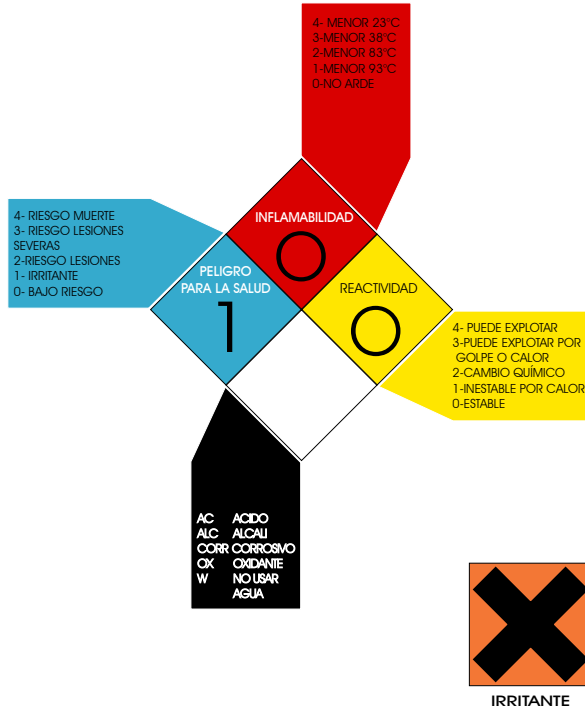 4- MENOR 23°C
3-MENOR 38°C
2-MENOR 83°C
1-MENOR 93°C
0-NO ARDE
INFLAMABILIDAD
0
4- RIESGO MUERTE
3- RIESGO LESIONES
SEVERAS
2-RIESGO LESIONES
1- IRRITANTE
0- BAJO RIESGO
PELIGRO
PARA LA SALUD
1
REACTIVIDAD
0
4- PUEDE EXPLOTAR
3-PUEDE EXPLOTAR POR
GOLPE O CALOR
2-CAMBIO QUÍMICO
1-INESTABLE POR CALOR
0-ESTABLE
AC ACIDO
ALC ALCALI
CORR CORROSIVO
OX OXIDANTE
W NO USAR
AGUA
IRRITANTE